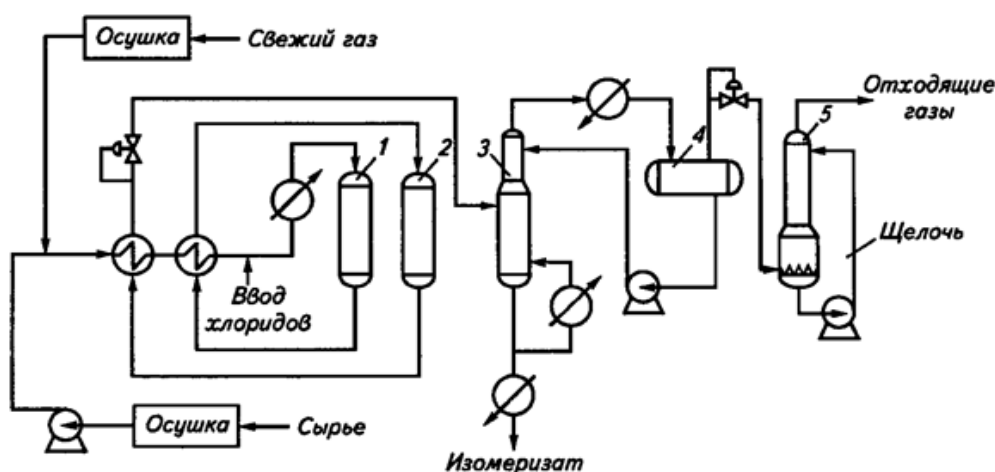 Осушка
Свежий газ
Отходящие
газы
1
2
3
4
5
Щелочь
Ввод
хлоридов
Осушка
Сырье
Изомеризат